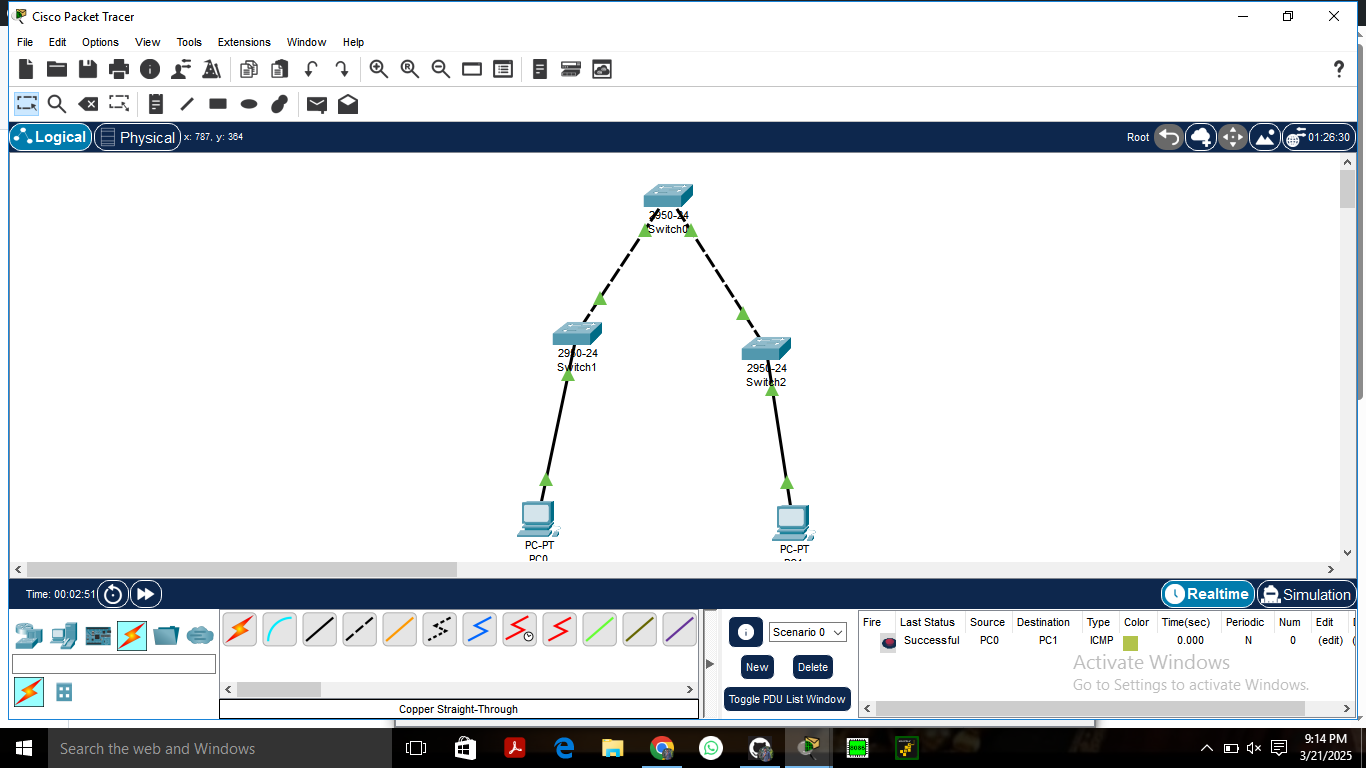 Cisco Packet Tracer
File Edit Options View Tools Extensions Window Help
?
Logical Physical x: 787, y: 364 Root 01:26:30
2950-24
Switch0
2950-24
Switch1
2950-24
Switch2
PC-PT
PC0
PC-PT
PC1
Time: 00:02:51 Realtime Simulation
Scenario 0
New Delete
Toggle PDU List Window
Fire Last Status Source Destination Type Color Time(sec) Periodic Num Edit
Successful PC0 PC1 ICMP 0.000 N 0 (edit)
Activate Windows
Go to Settings to activate Windows.
Copper Straight-Through
Search the web and Windows
9:14 PM
3/21/2025